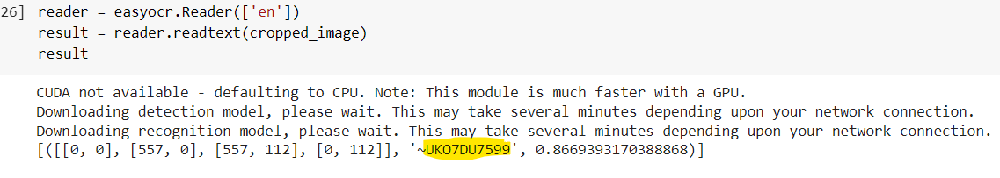 26] reader = easyocr.Reader(['en'])
result = reader.readtext(cropped_image)
result
CUDA not available - defaulting to CPU. Note: This module is much faster with a GPU.
Downloading detection model, please wait. This may take several minutes depending upon your network connection.
Downloading recognition model, please wait. This may take several minutes depending upon your network connection.
[([[0, 0], [557, 0], [557, 112], [0, 112]], '~UKO7DU7599', 0.8669393170388868)]